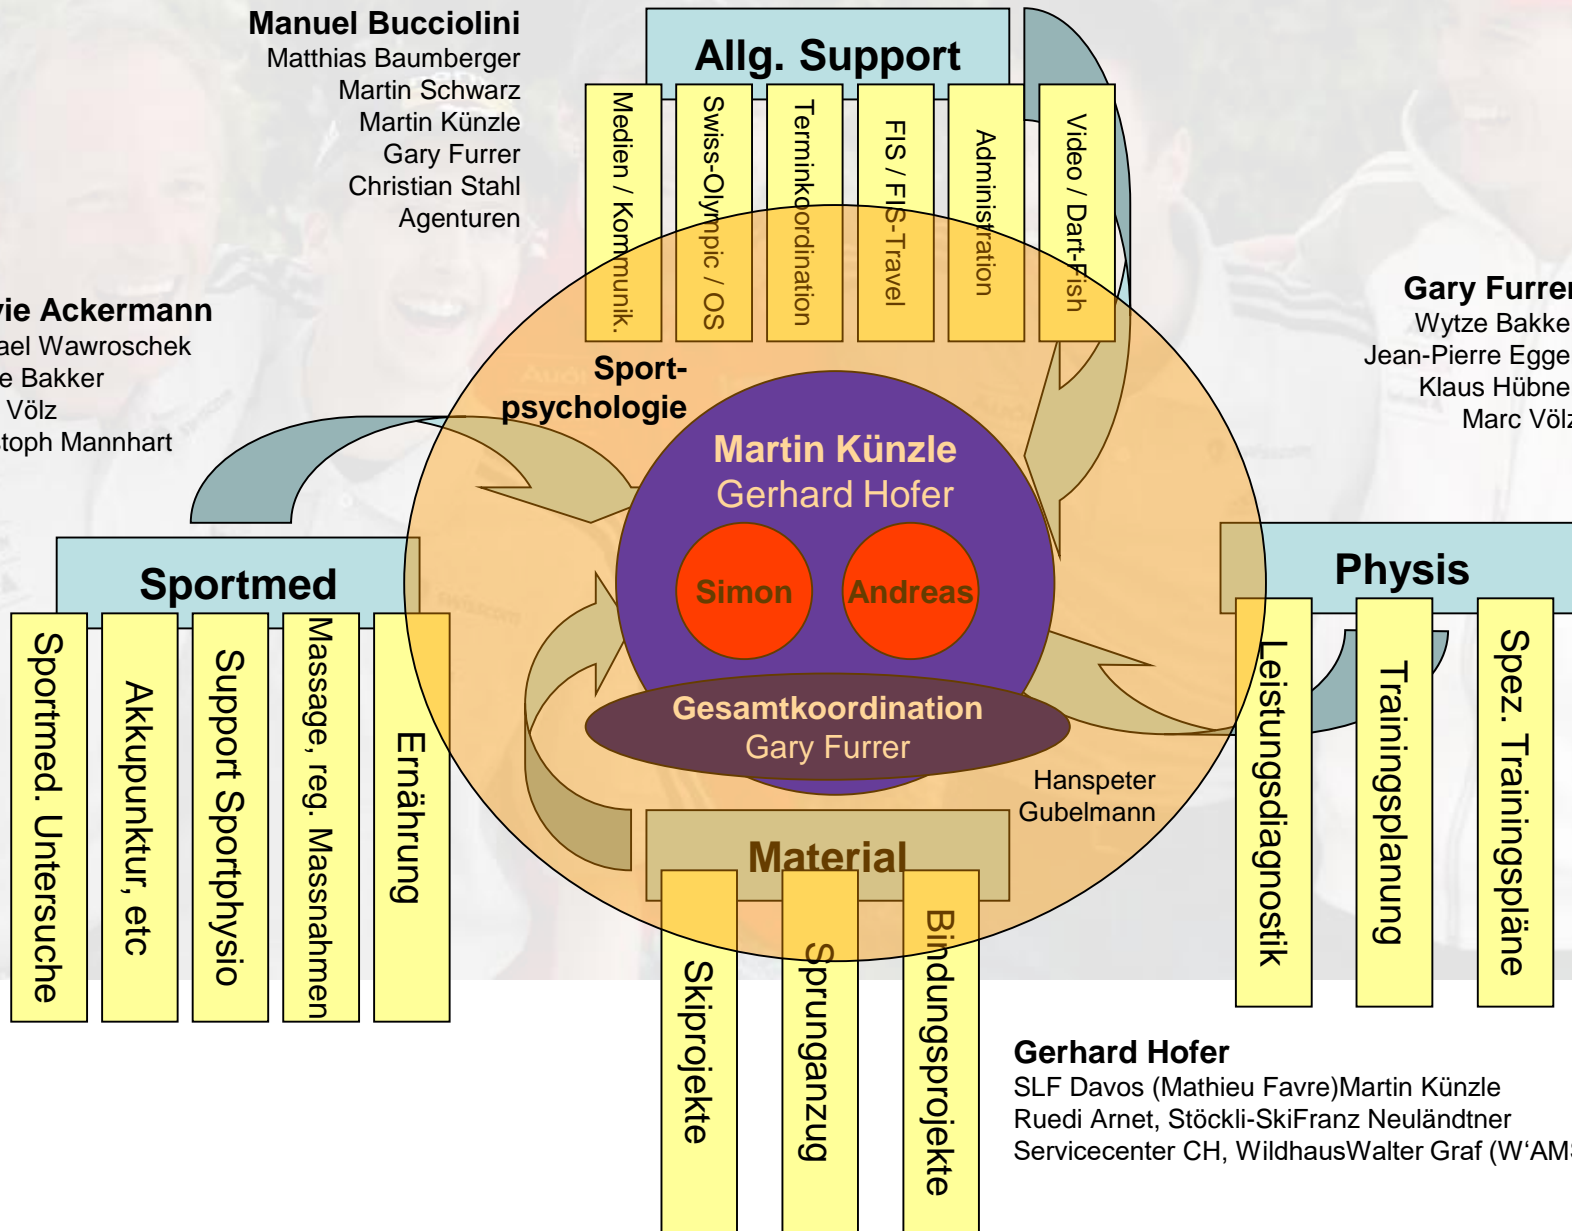 Manuel Bucciolini
Matthias Baumberger
Martin Schwarz
Martin Künzle
Gary Furrer
Christian Stahl
Agenturen
Allg. Support
Medien / Kommunik.
Swiss-Olympic / OS
Terminkoordination
FIS / FIS-Travel
Administration
Video / Dart-Fish
Ackermann
Wawroschek
Bakker
Völz
Mannhart
Gary Furrer
Wytze Bakke
Jean-Pierre Egge
Klaus Hübne
Marc Völz
Sport-
psychologie
Martin Künzle
Gerhard Hofer
Simon
Andreas
Gesamtkoordination
Gary Furrer
Hanspeter
Gubelmann
Sportmed
Sportmed. Untersuche
Akkupunktur, etc
Support Sportphysio
Massage, reg. Massnahmen
Ernährung
Physis
Leistungsdiagnostik
Trainingsplanung
Spez. Trainingspläne
Material
Skiprojekte
Sprunganzug
Bindungsprojekte
Gerhard Hofer
SLF Davos (Mathieu Favre)Martin Künzle
Ruedi Arnet, Stöckli-SkiFranz Neuländtner
Servicecenter CH, WildhausWalter Graf (W‘AMS